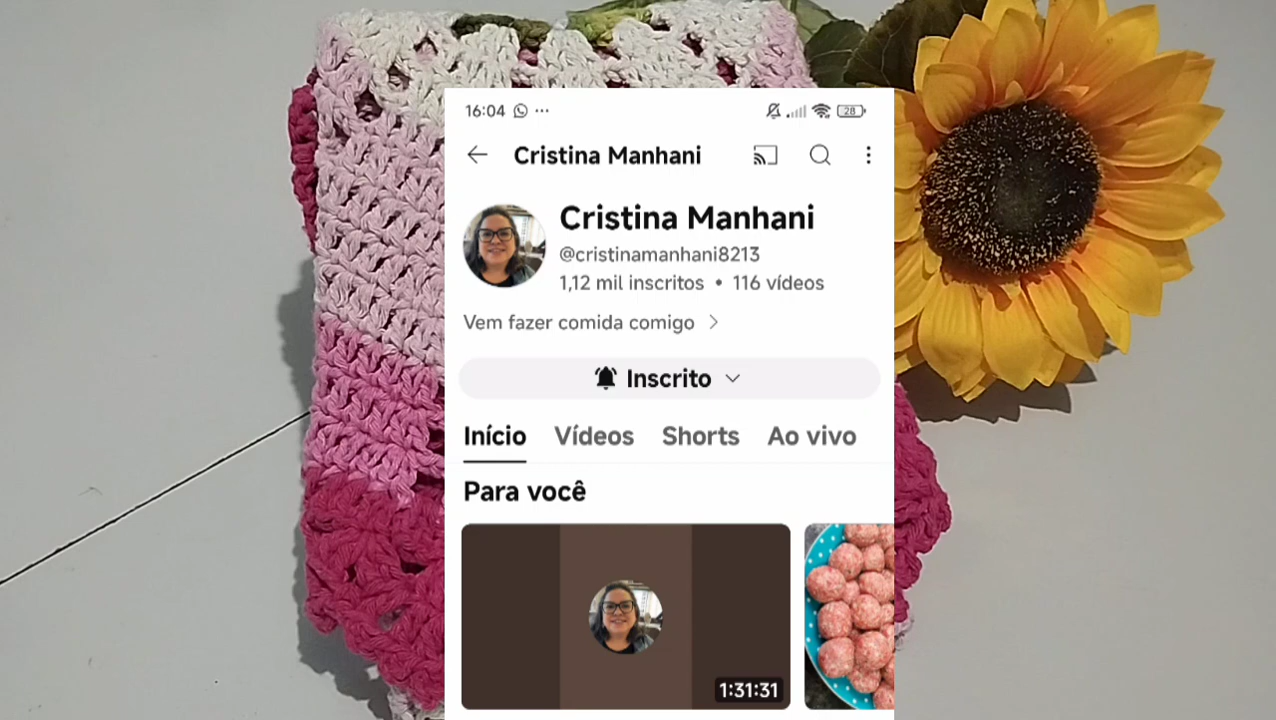 16:04
28
Cristina Manhani
Cristina Manhani
@cristinamanhani8213
1,12 mil inscritos • 116 vídeos
Vem fazer comida comigo
Inscrito
Início Vídeos Shorts Ao vivo
Para você
1:31:31